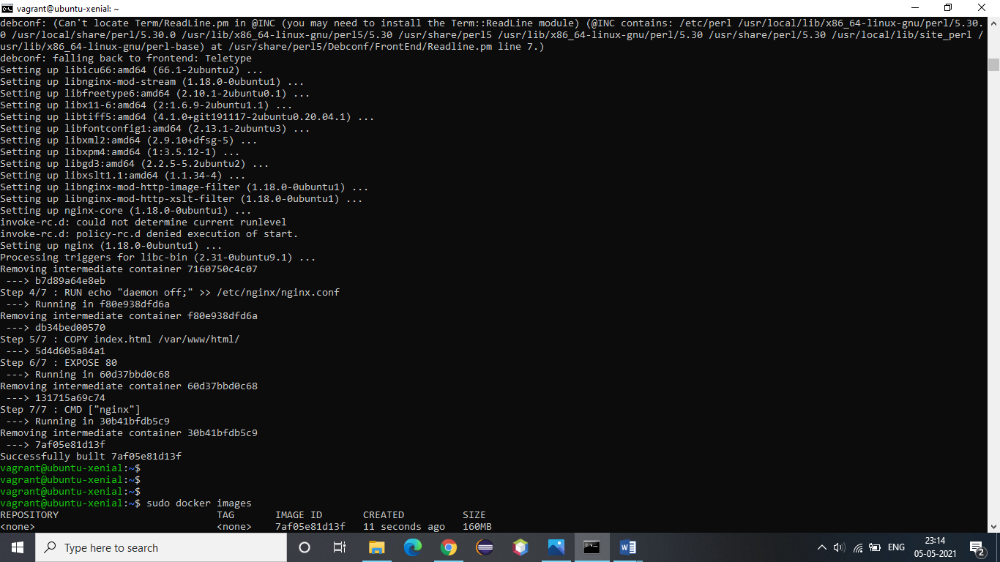 vagrant@ubuntu-xenial: ~
debconf: (Can't locate Term/ReadLine.pm in @INC (you may need to install the Term::ReadLine module) (@INC contains: /etc/perl /usr/local/lib/x86_64-linux-gnu/perl/5.30.
0 /usr/local/share/perl/5.30.0 /usr/lib/x86_64-linux-gnu/perl5/5.30 /usr/share/perl5 /usr/lib/x86_64-linux-gnu/perl/5.30 /usr/share/perl/5.30 /usr/local/lib/site_perl /
usr/lib/x86_64-linux-gnu/perl-base) at /usr/share/perl5/Debconf/FrontEnd/Readline.pm line 7.)
debconf: falling back to frontend: Teletype
Setting up libicu66:amd64 (66.1-2ubuntu2) ...
Setting up libnginx-mod-stream (1.18.0-0ubuntu1) ...
Setting up libfreetype6:amd64 (2.10.1-2ubuntu0.1) ...
Setting up libx11-6:amd64 (2:1.6.9-2ubuntu1.1) ...
Setting up libtiff5:amd64 (4.1.0+git191117-2ubuntu0.20.04.1) ...
Setting up libfontconfig1:amd64 (2.13.1-2ubuntu3) ...
Setting up libxml2:amd64 (2.9.10+dfsg-5) ...
Setting up libxpm4:amd64 (1:3.5.12-1) ...
Setting up libgd3:amd64 (2.2.5-5.2ubuntu2) ...
Setting up libxslt1.1:amd64 (1.1.34-4) ...
Setting up libnginx-mod-http-image-filter (1.18.0-0ubuntu1) ...
Setting up libnginx-mod-http-xslt-filter (1.18.0-0ubuntu1) ...
Setting up nginx-core (1.18.0-0ubuntu1) ...
invoke-rc.d: could not determine current runlevel
invoke-rc.d: policy-rc.d denied execution of start.
Setting up nginx (1.18.0-0ubuntu1) ...
Processing triggers for libc-bin (2.31-0ubuntu9.1) ...
Removing intermediate container 7160750c4c07
 ---> b7d89a64e8eb
Step 4/7 : RUN echo "daemon off;" >> /etc/nginx/nginx.conf
 ---> Running in f80e938dfd6a
Removing intermediate container f80e938dfd6a
 ---> db34bed00570
Step 5/7 : COPY index.html /var/www/html/
 ---> 5d4d605a84a1
Step 6/7 : EXPOSE 80
 ---> Running in 60d37bbd0c68
Removing intermediate container 60d37bbd0c68
 ---> 131715a69c74
Step 7/7 : CMD ["nginx"]
 ---> Running in 30b41bfdb5c9
Removing intermediate container 30b41bfdb5c9
 ---> 7af05e81d13f
Successfully built 7af05e81d13f
vagrant@ubuntu-xenial:~$
vagrant@ubuntu-xenial:~$
vagrant@ubuntu-xenial:~$
vagrant@ubuntu-xenial:~$ sudo docker images
REPOSITORY TAG IMAGE ID CREATED SIZE
<none> <none> 7af05e81d13f 11 seconds ago 160MB
Type here to search
ENG
23:14
05-05-2021
2